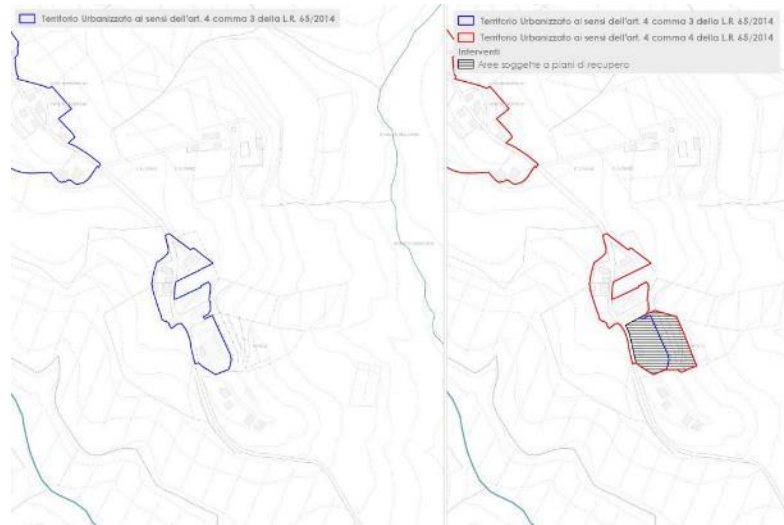 Territorio Urbanizzato ai sensi dell'art. 4 comma 3 della L.R. 65/2014
Territorio Urbanizzato ai sensi dell'art. 4 comma 3 della L.R. 65/2014
Territorio Urbanizzato ai sensi dell'art. 4 comma 4 della L.R. 65/2014
Interventi
Aree soggette a piani di recupero